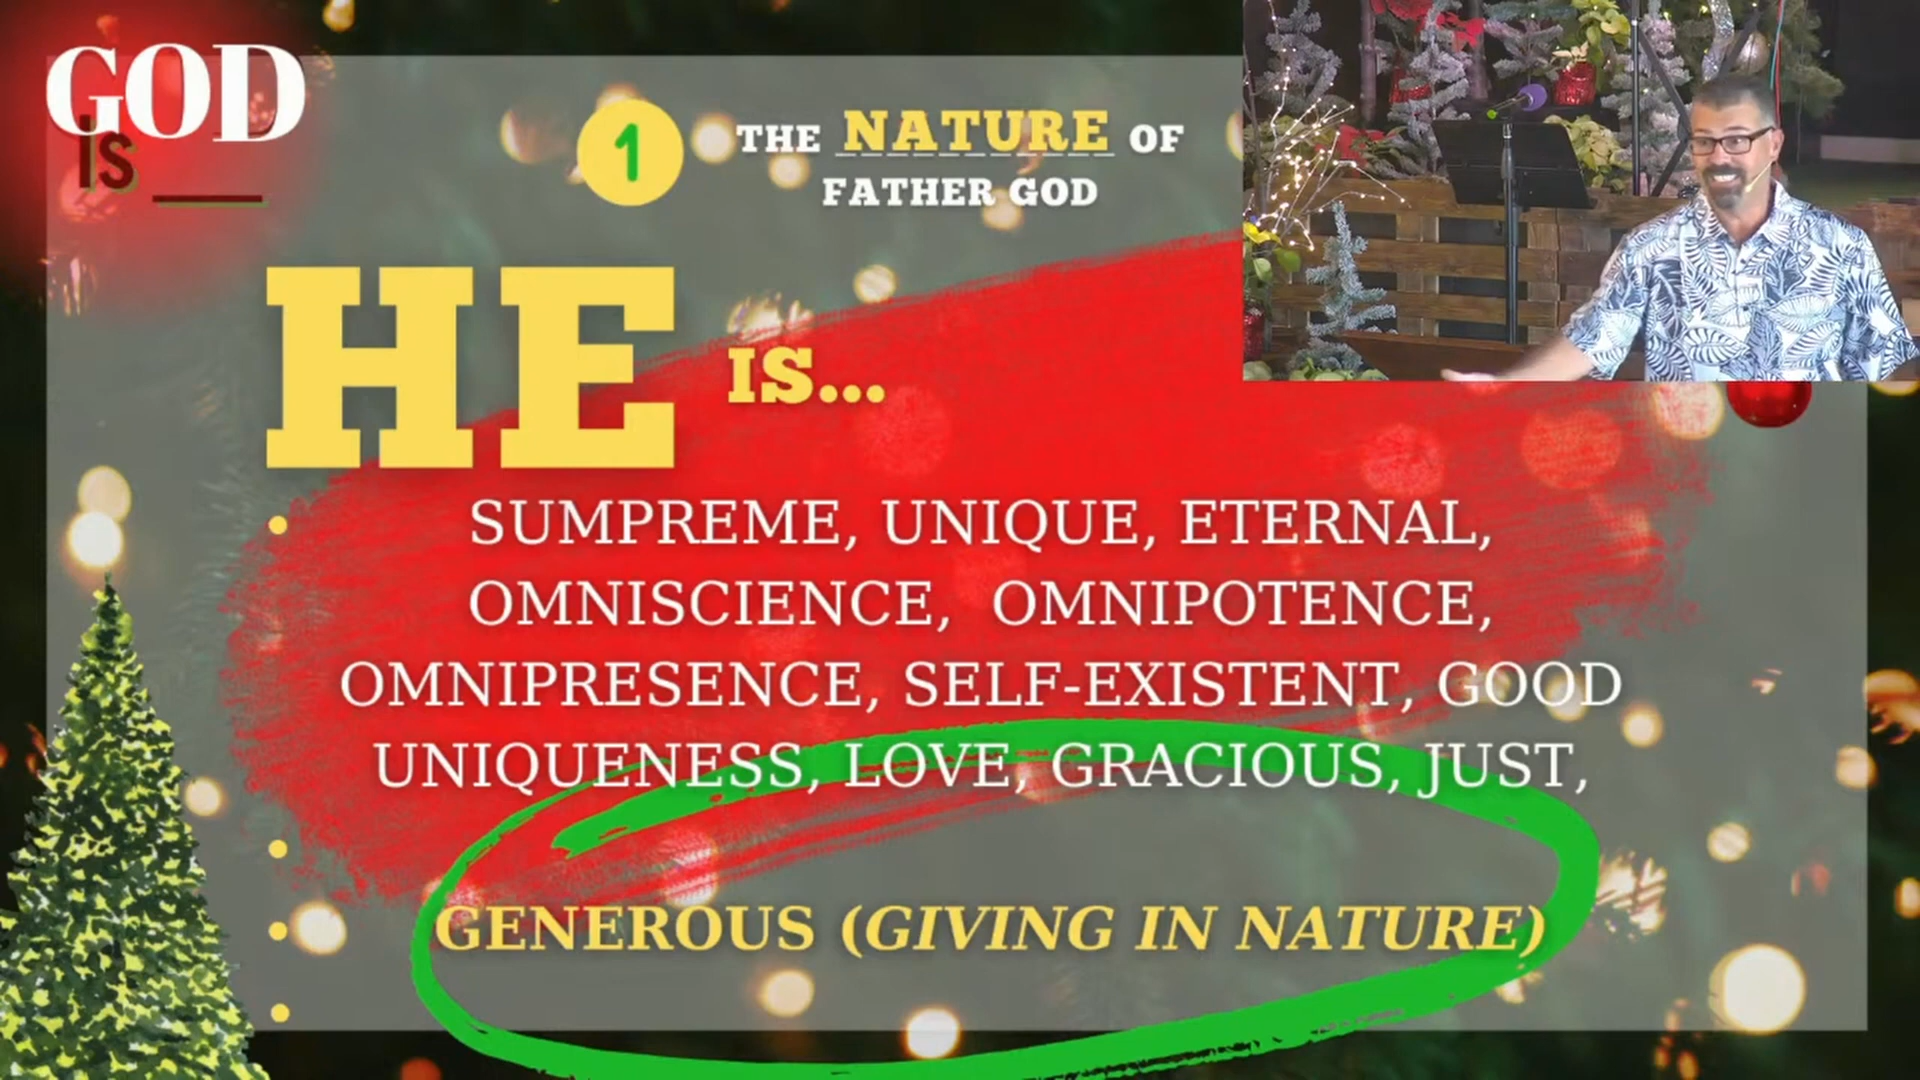 GOD
Is ___
1
THE NATURE OF
FATHER GOD
HE IS...
SUMPREME, UNIQUE, ETERNAL,
OMNISCIENCE, OMNIPOTENCE,
OMNIPRESENCE, SELF-EXISTENT, GOOD
UNIQUENESS, LOVE, GRACIOUS, JUST,
GENEROUS (GIVING IN NATURE)